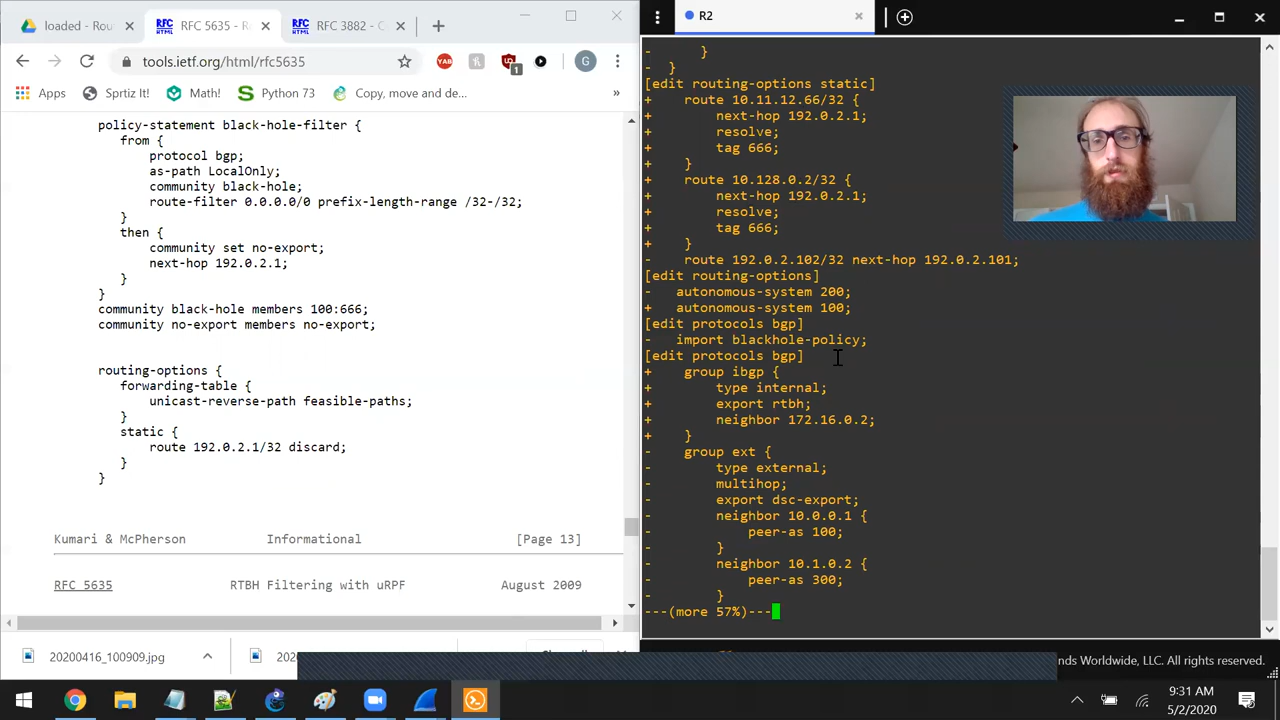 loaded - Rou
RFC 5635 - R
RFC 3882 - C
tools.ietf.org/html/rfc5635
YAB
1
G
Apps
Sprtiz It!
Math!
Python 73
Copy, move and de...
»
policy-statement black-hole-filter {
from {
protocol bgp;
as-path LocalOnly;
community black-hole;
route-filter 0.0.0.0/0 prefix-length-range /32-/32;
}
then {
community set no-export;
next-hop 192.0.2.1;
}
}
community black-hole members 100:666;
community no-export members no-export;
routing-options {
forwarding-table {
unicast-reverse-path feasible-paths;
}
static {
route 192.0.2.1/32 discard;
}
}
Kumari & McPherson Informational [Page 13]
RFC 5635 RTBH Filtering with uRPF August 2009
20200416_100909.jpg
R2
- }
- }
[edit routing-options static]
+ route 10.11.12.66/32 {
+ next-hop 192.0.2.1;
+ resolve;
+ tag 666;
+ }
+ route 10.128.0.2/32 {
+ next-hop 192.0.2.1;
+ resolve;
+ tag 666;
+ }
- route 192.0.2.102/32 next-hop 192.0.2.101;
[edit routing-options]
- autonomous-system 200;
+ autonomous-system 100;
[edit protocols bgp]
- import blackhole-policy;
[edit protocols bgp]
+ group ibgp {
+ type internal;
+ export rtbh;
+ neighbor 172.16.0.2;
+ }
- group ext {
- type external;
- multihop;
- export dsc-export;
- neighbor 10.0.0.1 {
- peer-as 100;
- }
- neighbor 10.1.0.2 {
- peer-as 300;
- }
---(more 57%)---
nds Worldwide, LLC. All rights reserved.
9:31 AM
5/2/2020